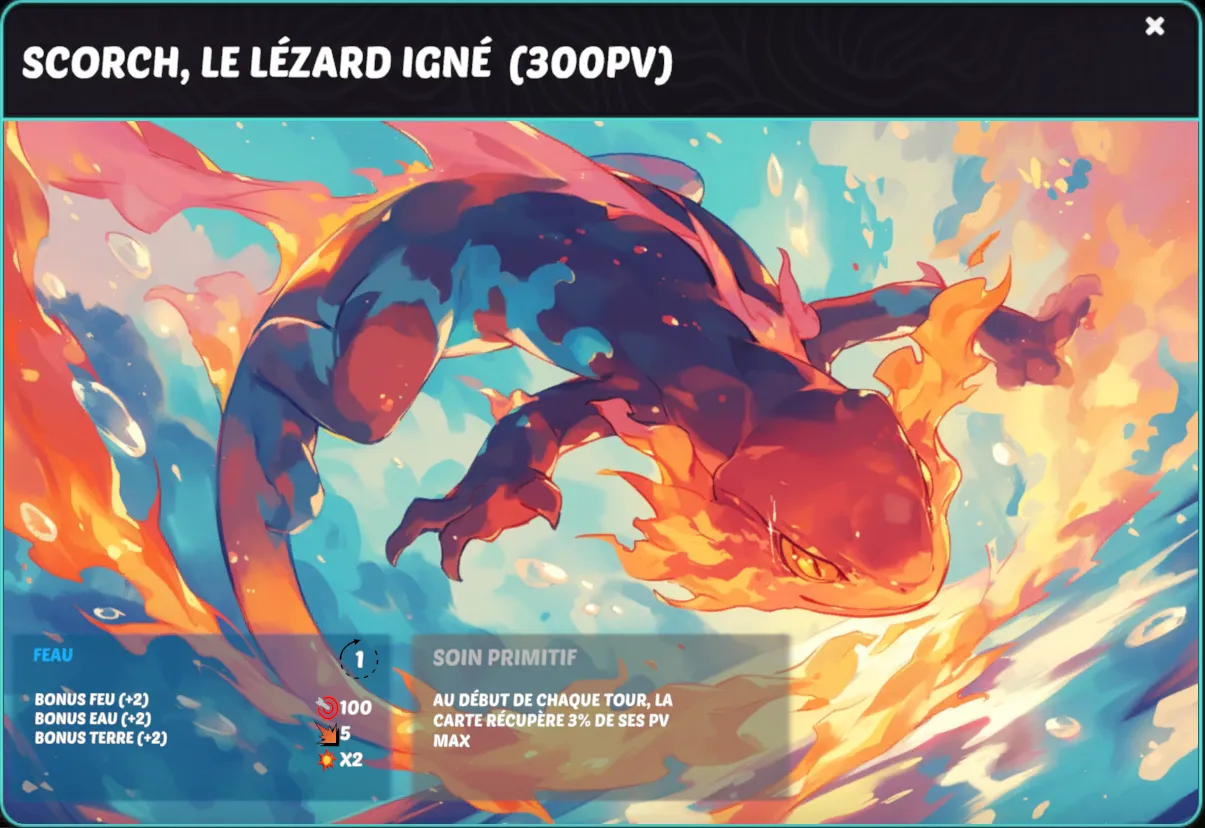 SCORCH, LE LÉZARD IGNÉ (300PV)
FEAU
1
BONUS FEU (+2)
BONUS EAU (+2)
BONUS TERRE (+2)
100
5
X2
SOIN PRIMITIF
AU DÉBUT DE CHAQUE TOUR, LA
CARTE RÉCUPÈRE 3% DE SES PV
MAX